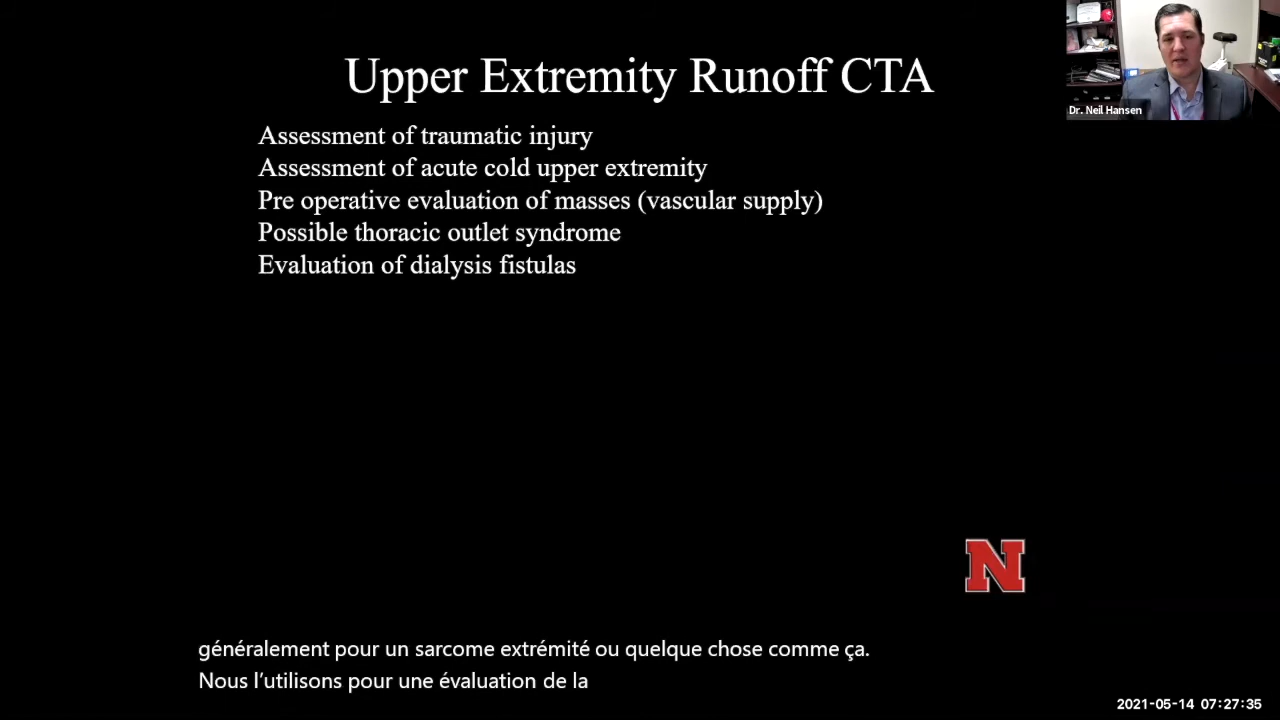 Upper Extremity Runoff CTA
Dr. Neil Hansen
Assessment of traumatic injury
Assessment of acute cold upper extremity
Pre operative evaluation of masses (vascular supply)
Possible thoracic outlet syndrome
Evaluation of dialysis fistulas
N
généralement pour un sarcome extrémité ou quelque chose comme ça.
Nous l'utilisons pour une évaluation de la
2021-05-14 07:27:35